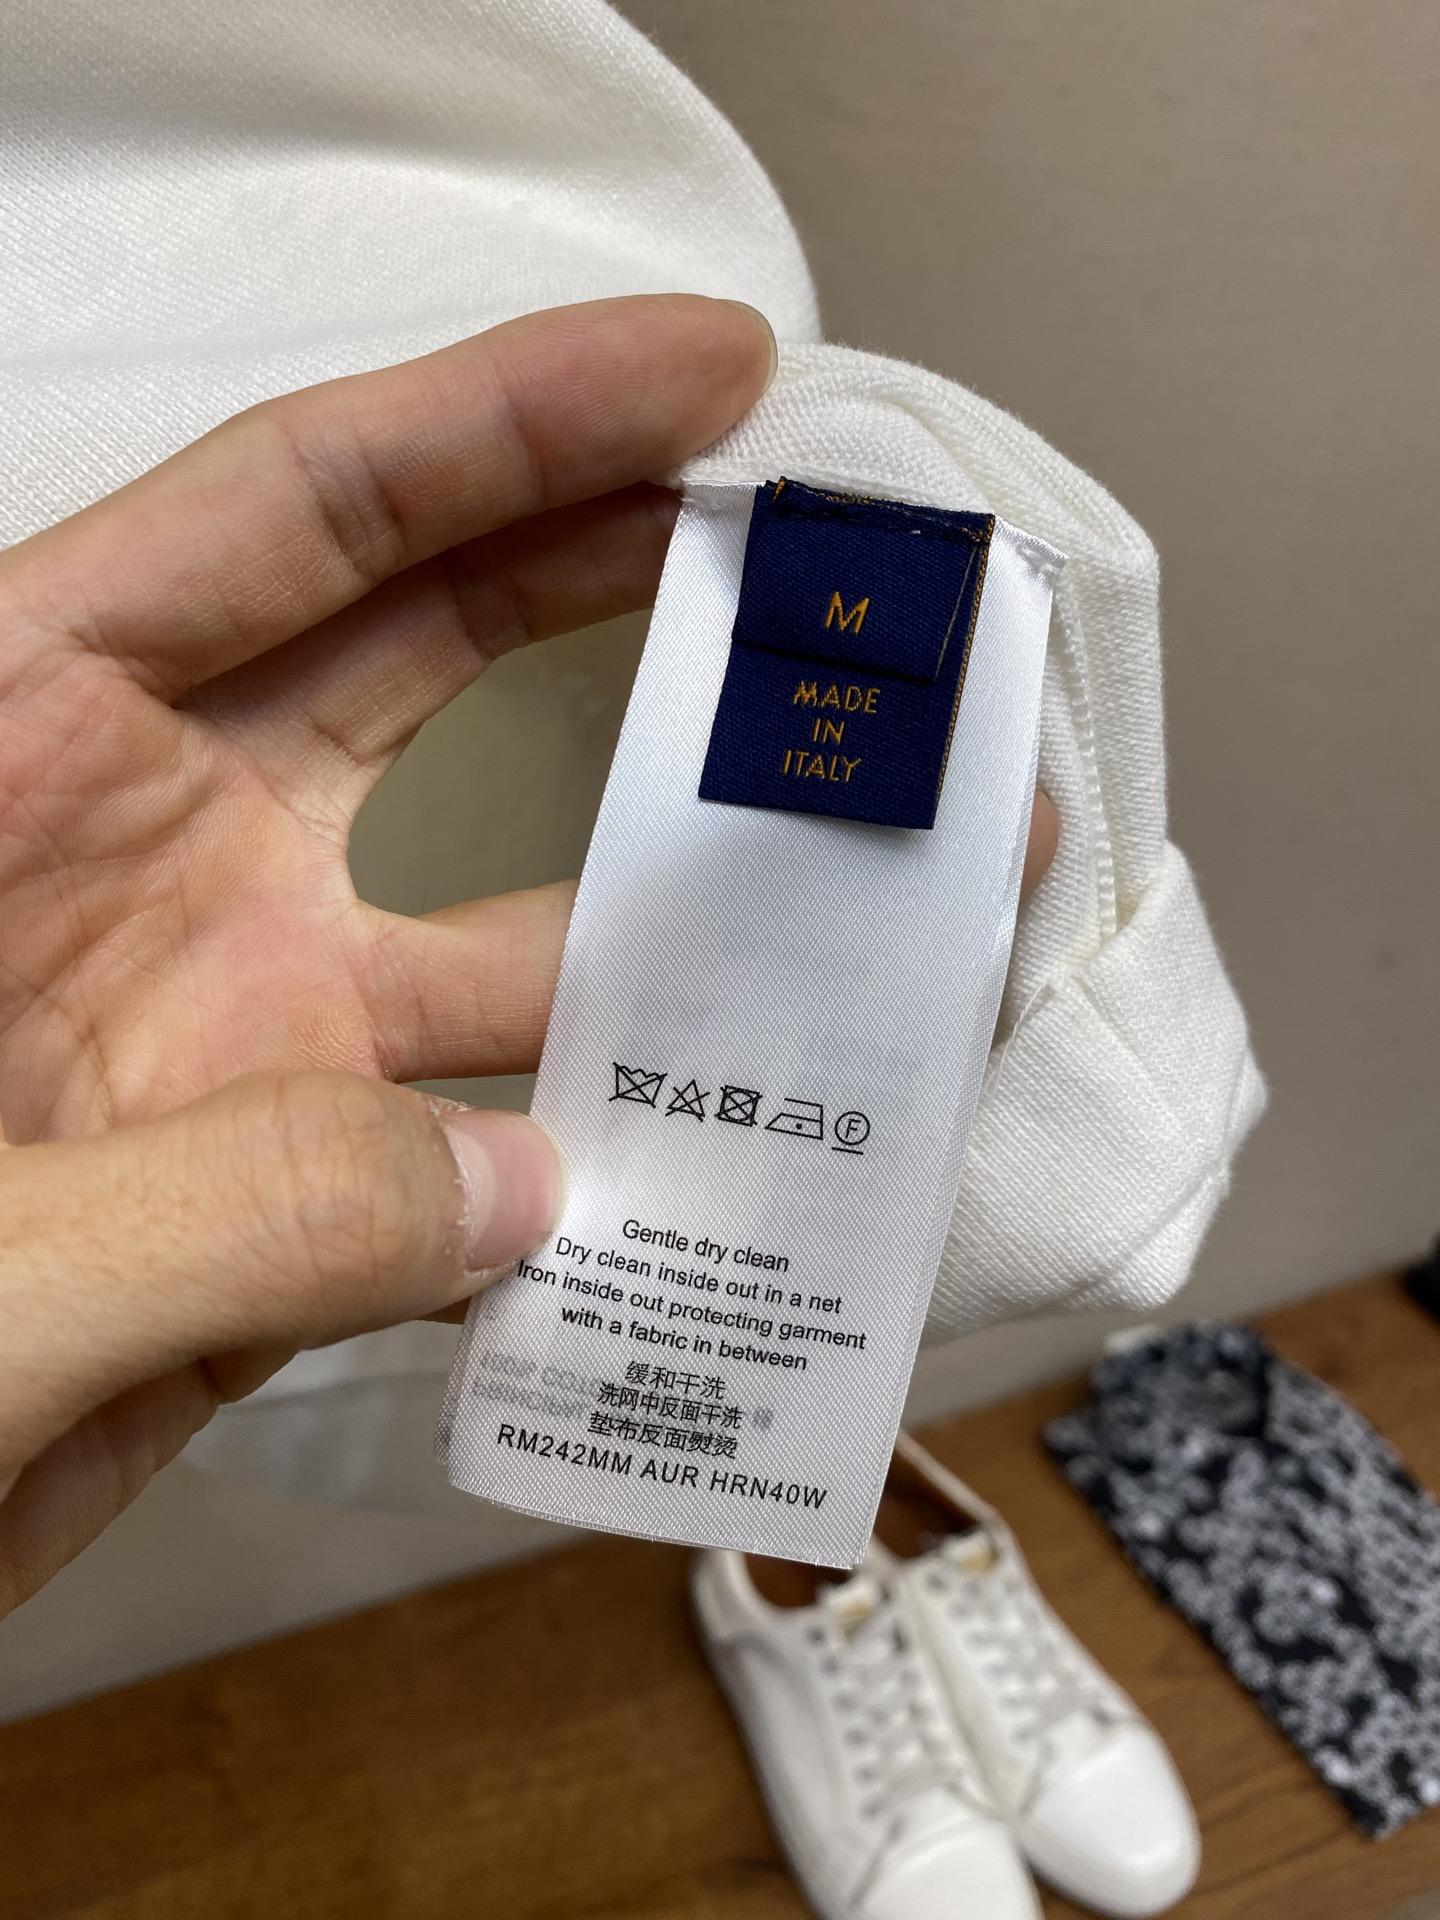 M
MADE
IN
ITALY
F
Gentle dry clean
Dry clean inside out in a net
Iron inside out protecting garment
with a fabric in between
缓和干洗
洗网中反面干洗
垫布反面熨烫
RM242MM AUR HRN40W